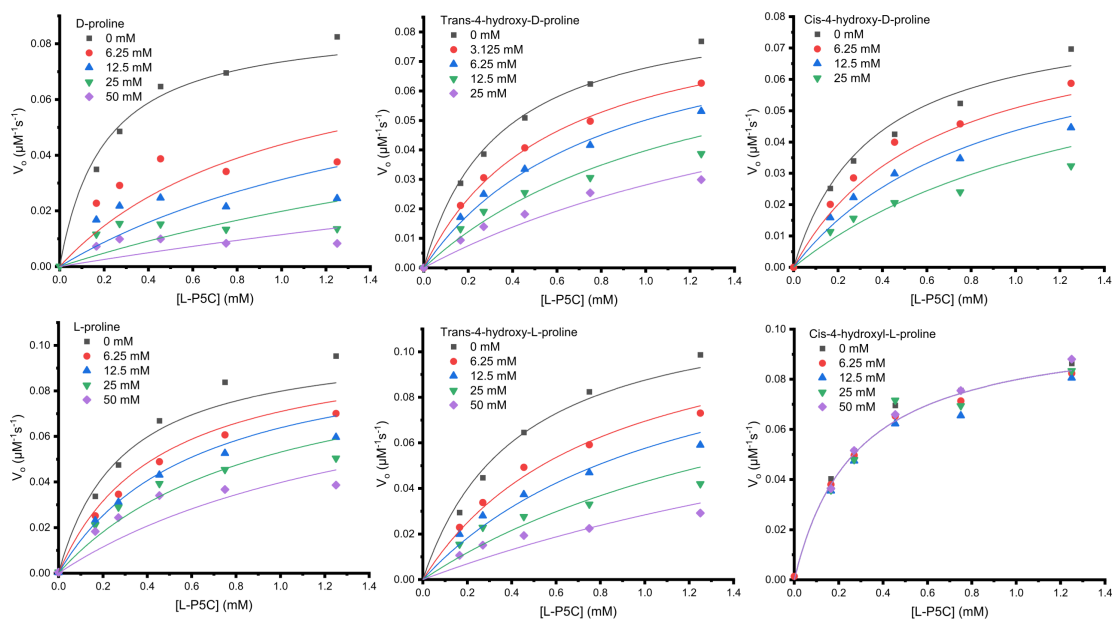 D-proline
0 mM
6.25 mM
12.5 mM
25 mM
50 mM
0.08
0.06
0.04
0.02
0.00
Vₒ (µM⁻¹s⁻¹)
0.0 0.2 0.4 0.6 0.8 1.0 1.2 1.4
[L-P5C] (mM)
Trans-4-hydroxy-D-proline
0 mM
3.125 mM
6.25 mM
12.5 mM
25 mM
0.09
0.08
0.07
0.06
0.05
0.04
0.03
0.02
0.01
0.00
Vₒ (µM⁻¹s⁻¹)
0.0 0.2 0.4 0.6 0.8 1.0 1.2 1.4
[L-P5C] (mM)
Cis-4-hydroxy-D-proline
0 mM
6.25 mM
12.5 mM
25 mM
0.08
0.07
0.06
0.05
0.04
0.03
0.02
0.01
0.00
Vₒ (µM⁻¹s⁻¹)
0.0 0.2 0.4 0.6 0.8 1.0 1.2 1.4
[L-P5C] (mM)
L-proline
0 mM
6.25 mM
12.5 mM
25 mM
50 mM
0.10
0.08
0.06
0.04
0.02
0.00
Vₒ (µM⁻¹s⁻¹)
0.0 0.2 0.4 0.6 0.8 1.0 1.2 1.4
[L-P5C] (mM)
Trans-4-hydroxy-L-proline
0 mM
6.25 mM
12.5 mM
25 mM
50 mM
0.10
0.08
0.06
0.04
0.02
0.00
Vₒ (µM⁻¹s⁻¹)
0.0 0.2 0.4 0.6 0.8 1.0 1.2 1.4
[L-P5C] (mM)
Cis-4-hydroxyl-L-proline
0 mM
6.25 mM
12.5 mM
25 mM
50 mM
0.10
0.08
0.06
0.04
0.02
0.00
Vₒ (µM⁻¹s⁻¹)
0.0 0.2 0.4 0.6 0.8 1.0 1.2 1.4
[L-P5C] (mM)